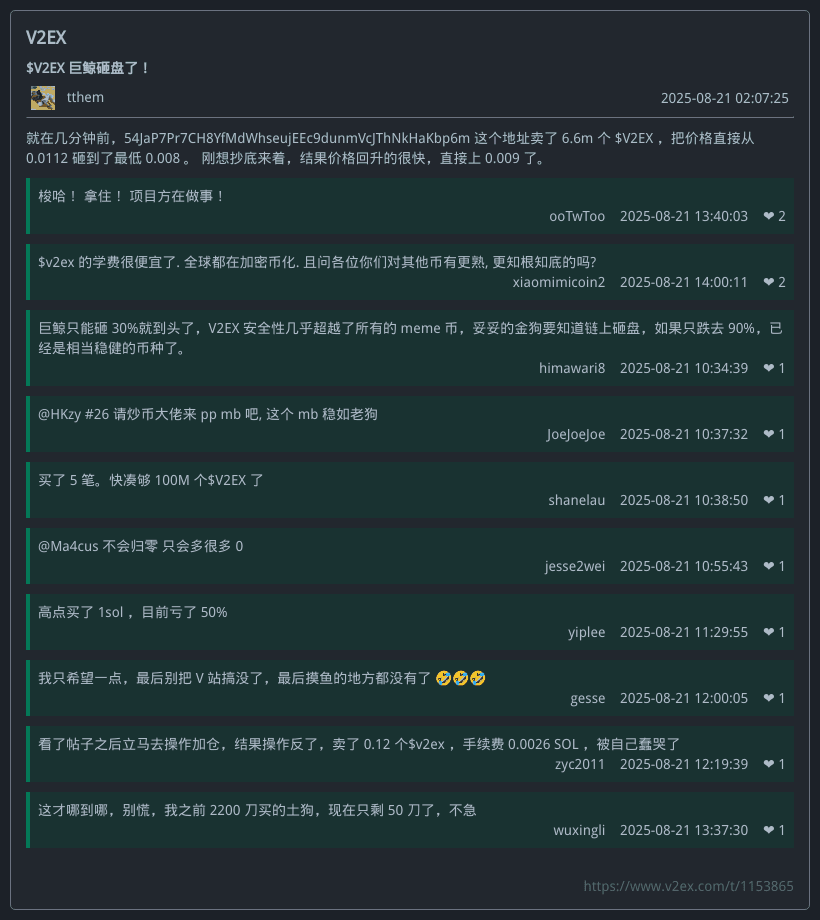 V2EX
$V2EX 巨鲸砸盘了！
tthem 2025-08-21 02:07:25
就在几分钟前，54JaP7Pr7CH8YfMdWhseujEEc9dunmVcJThNkHaKbp6m 这个地址卖了 6.6m 个 $V2EX ，把价格直接从
0.0112 砸到了最低 0.008 。 刚想抄底来着，结果价格回升的很快，直接上 0.009 了。
梭哈！ 拿住！ 项目方在做事！
ooTwToo 2025-08-21 13:40:03 ❤ 2
$v2ex 的学费很便宜了. 全球都在加密币化. 且问各位你们对其他币有更熟, 更知根知底的吗?
xiaomimicoin2 2025-08-21 14:00:11 ❤ 2
巨鲸只能砸 30%就到头了，V2EX 安全性几乎超越了所有的 meme 币，妥妥的金狗要知道链上砸盘，如果只跌去 90%，已
经是相当稳健的币种了。
himawari8 2025-08-21 10:34:39 ❤ 1
@HKzy #26 请炒币大佬来 pp mb 吧, 这个 mb 稳如老狗
JoeJoeJoe 2025-08-21 10:37:32 ❤ 1
买了 5 笔。快凑够 100M 个$V2EX 了
shanelau 2025-08-21 10:38:50 ❤ 1
@Ma4cus 不会归零 只会多很多 0
jesse2wei 2025-08-21 10:55:43 ❤ 1
高点买了 1sol ，目前亏了 50%
yiplee 2025-08-21 11:29:55 ❤ 1
我只希望一点，最后别把 V 站搞没了，最后摸鱼的地方都没有了 🤣🤣🤣
gesse 2025-08-21 12:00:05 ❤ 1
看了帖子之后立马去操作加仓，结果操作反了，卖了 0.12 个$v2ex ，手续费 0.0026 SOL ，被自己蠢哭了
zyc2011 2025-08-21 12:19:39 ❤ 1
这才哪到哪，别慌，我之前 2200 刀买的土狗，现在只剩 50 刀了，不急
wuxingli 2025-08-21 13:37:30 ❤ 1
https://www.v2ex.com/t/1153865